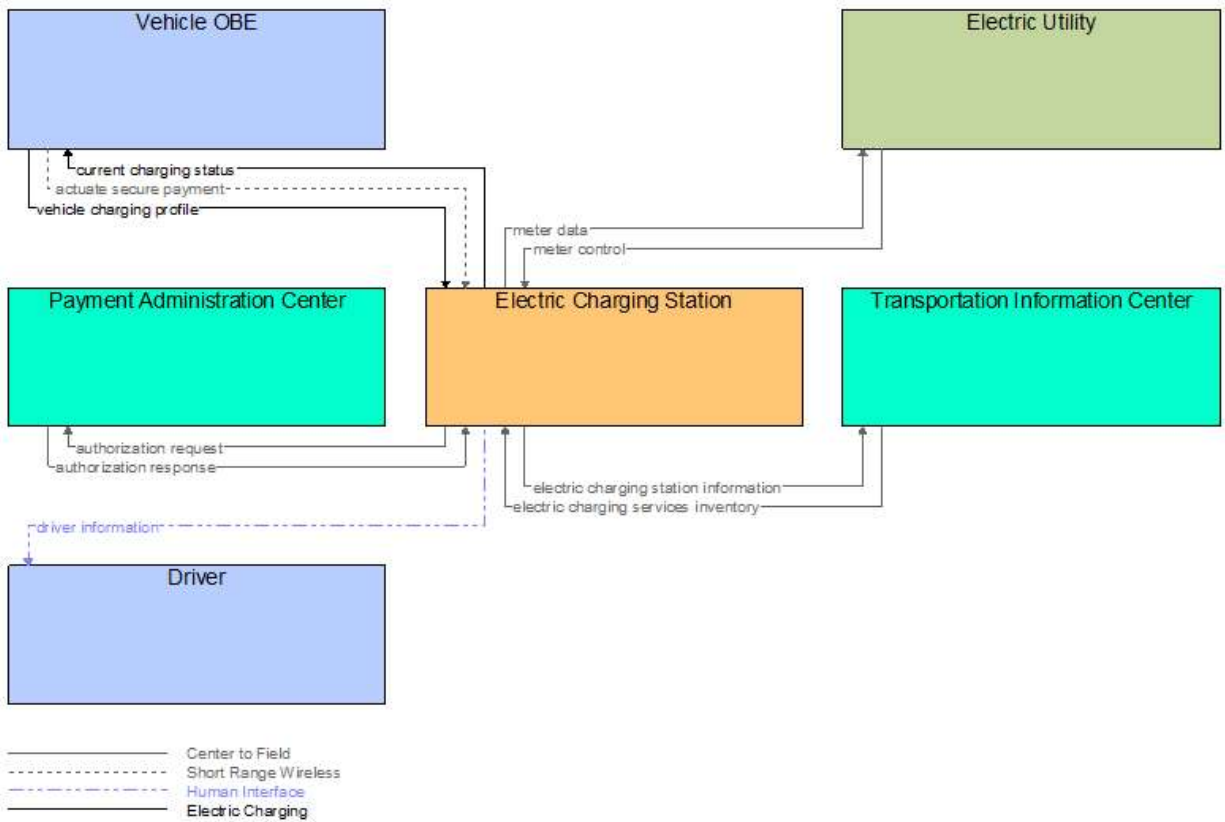 Vehicle OBE
Electric Utility
current charging status
actuate secure payment
vehicle charging profile
meter data
meter control
Payment Administration Center
Electric Charging Station
Transportation Information Center
authorization request
authorization response
electric charging station information
electric charging services inventory
driver information
Driver
Center to Field
Short Range Wireless
Human Interface
Electric Charging